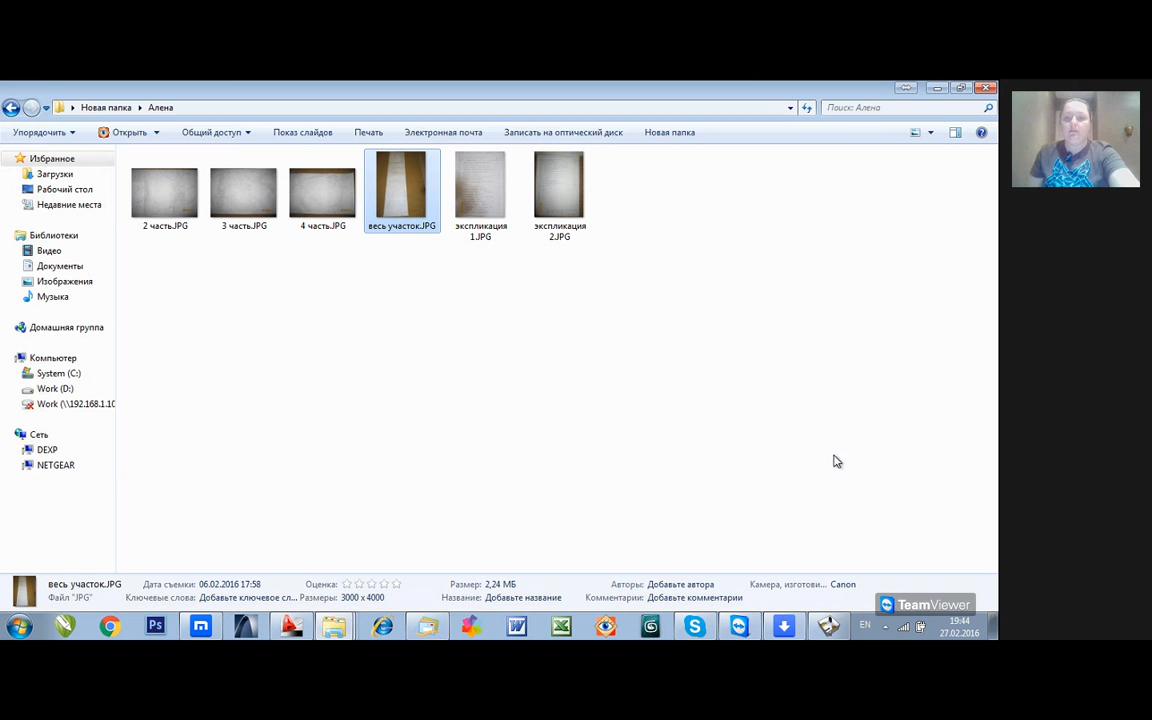 Новая папка ▸ Алена
Поиск: Алена
Упорядочить
Открыть
Общий доступ
Показ слайдов
Печать
Электронная почта
Записать на оптический диск
Новая папка
Избранное
Загрузки
Рабочий стол
Недавние места
Библиотеки
Видео
Документы
Изображения
Музыка
Домашняя группа
Компьютер
System (C:)
Work (D:)
Work (\\192.168.1.10
Сеть
DEXP
NETGEAR
2 часть.JPG
3 часть.JPG
4 часть.JPG
весь участок.JPG
экспликация
1.JPG
экспликация
2.JPG
весь участок.JPG
Дата съемки: 06.02.2016 17:58
Оценка:
Размер: 2,24 МБ
Авторы: Добавьте автора
Камера, изготови... Canon
Файл "JPG"
Ключевые слова: Добавьте ключевое сл...
Размеры: 3000 x 4000
Название: Добавьте название
Комментарии: Добавьте комментарии
TeamViewer
Ps
EN
19:44
27.02.2016